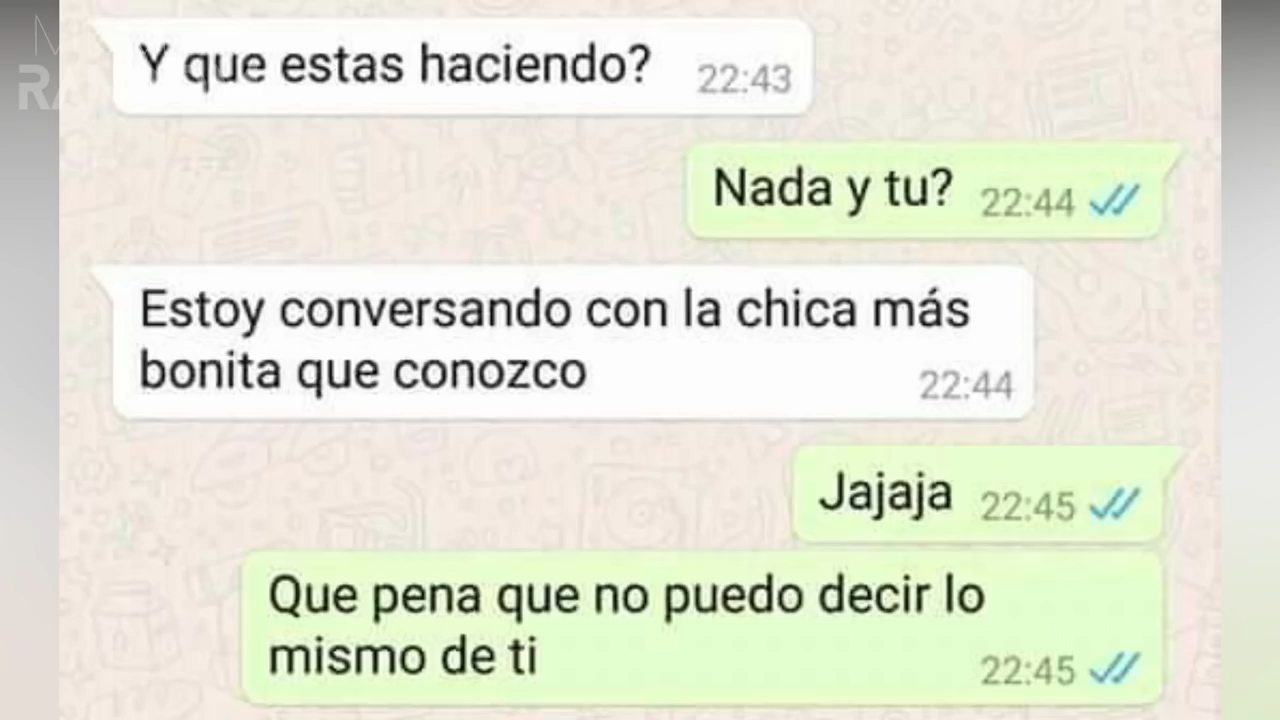 Y que estas haciendo? 22:43
Nada y tu? 22:44
Estoy conversando con la chica más
bonita que conozco 22:44
Jajaja 22:45
Que pena que no puedo decir lo
mismo de ti 22:45